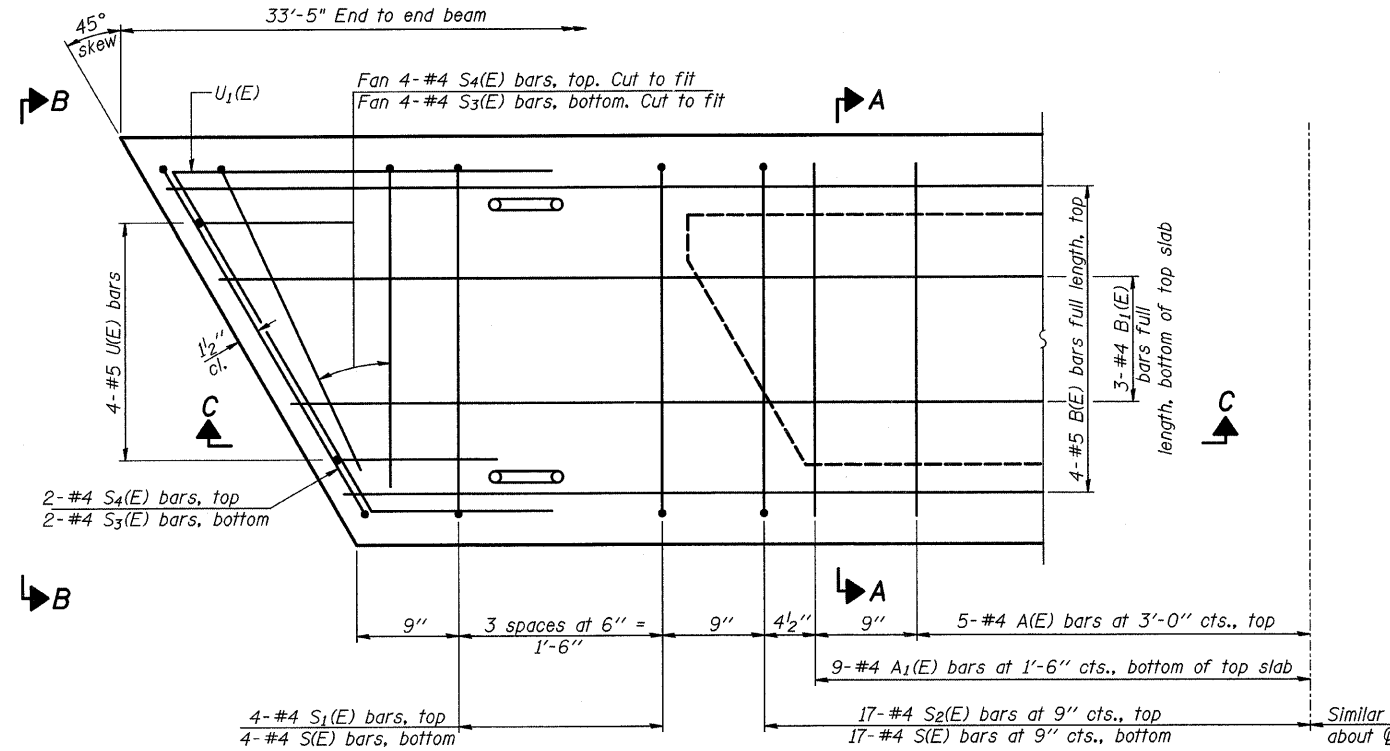 33'-5" End to end beam
45°
skew
Fan 4-#4 S4(E) bars, top. Cut to fit
Fan 4-#4 S3(E) bars, bottom. Cut to fit
U1(E)
B
A
4-#5 U(E) bars
1½"
cl.
C
2-#4 S4(E) bars, top
2-#4 S3(E) bars, bottom
4-#5 B(E) bars full length, top
3-#4 B1(E)
bars full
length, bottom of top slab
C
B
A
9"
3 spaces at 6" =
1'-6"
9"
4½"
9"
5-#4 A(E) bars at 3'-0" cts., top
9-#4 A1(E) bars at 1'-6" cts., bottom of top slab
4-#4 S1(E) bars, top
4-#4 S(E) bars, bottom
17-#4 S2(E) bars at 9" cts., top
17-#4 S(E) bars at 9" cts., bottom
Similar
about ℄